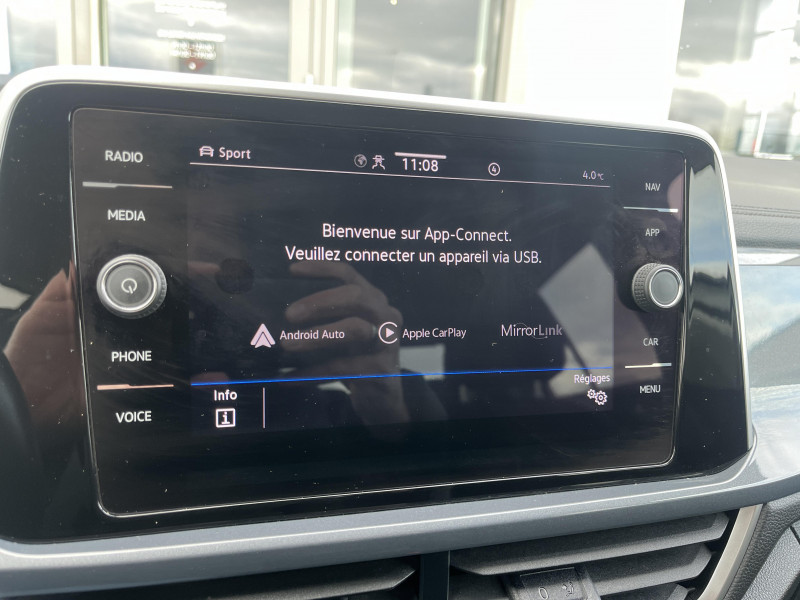 RADIO
MEDIA
PHONE
VOICE
Sport
11:08
4
4.0°C
Bienvenue sur App-Connect.
Veuillez connecter un appareil via USB.
Android Auto
Apple CarPlay
MirrorLink
Info
i
Réglages
NAV
APP
CAR
MENU